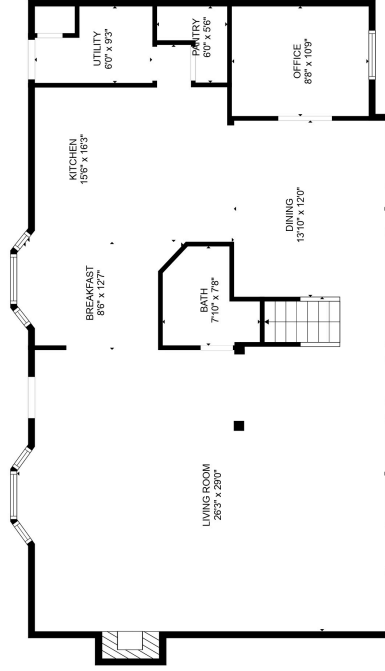 UTILITY
6'0" x 9'3"
PANTRY
6'0" x 5'6"
OFFICE
8'8" x 10'9"
KITCHEN
15'6" x 16'3"
DINING
13'10" x 12'0"
BREAKFAST
8'6" x 12'7"
BATH
7'10" x 7'8"
LIVING ROOM
26'3" x 29'0"